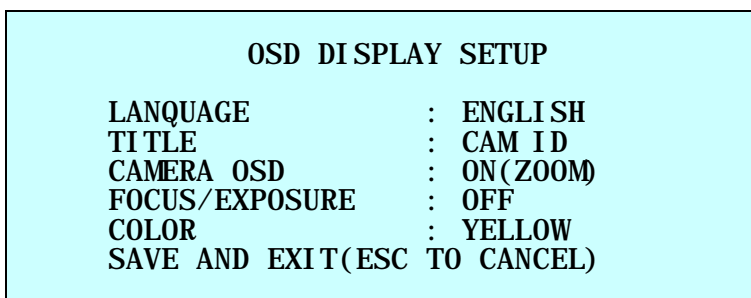 OSD DISPLAY SETUP
LANQUAGE : ENGLISH
TITLE : CAM ID
CAMERA OSD : ON(ZOOM)
FOCUS/EXPOSURE : OFF
COLOR : YELLOW
SAVE AND EXIT(ESC TO CANCEL)